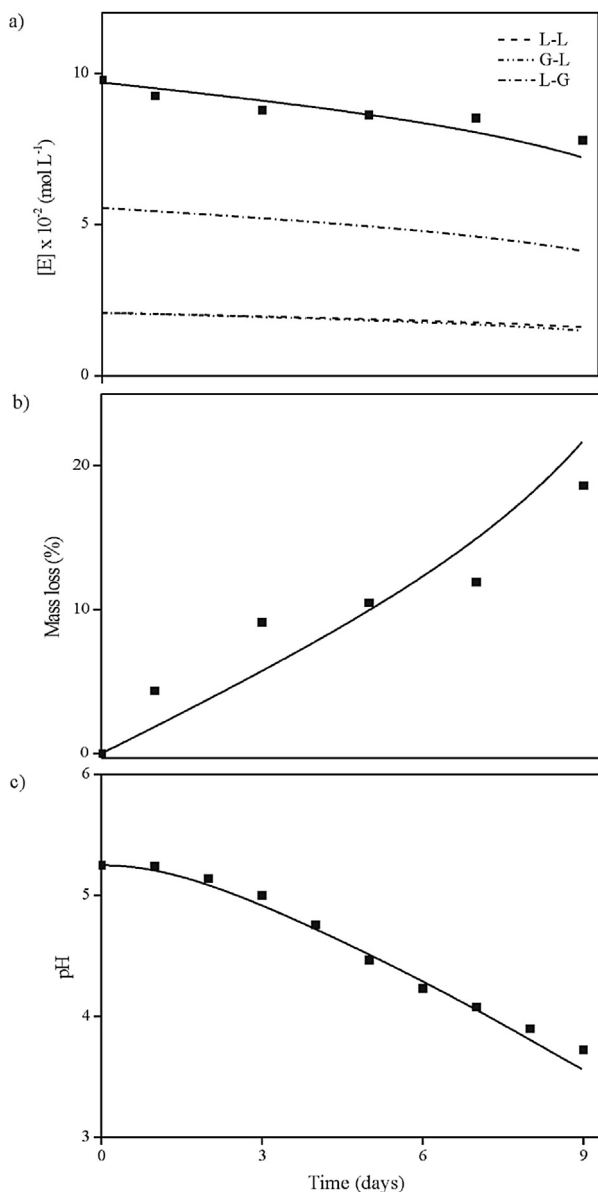 a)
L-L
G-L
L-G
10
5
0
[E] x 10⁻² (mol L⁻¹)
b)
20
10
0
Mass loss (%)
c)
6
5
4
3
pH
0 3 6 9
Time (days)